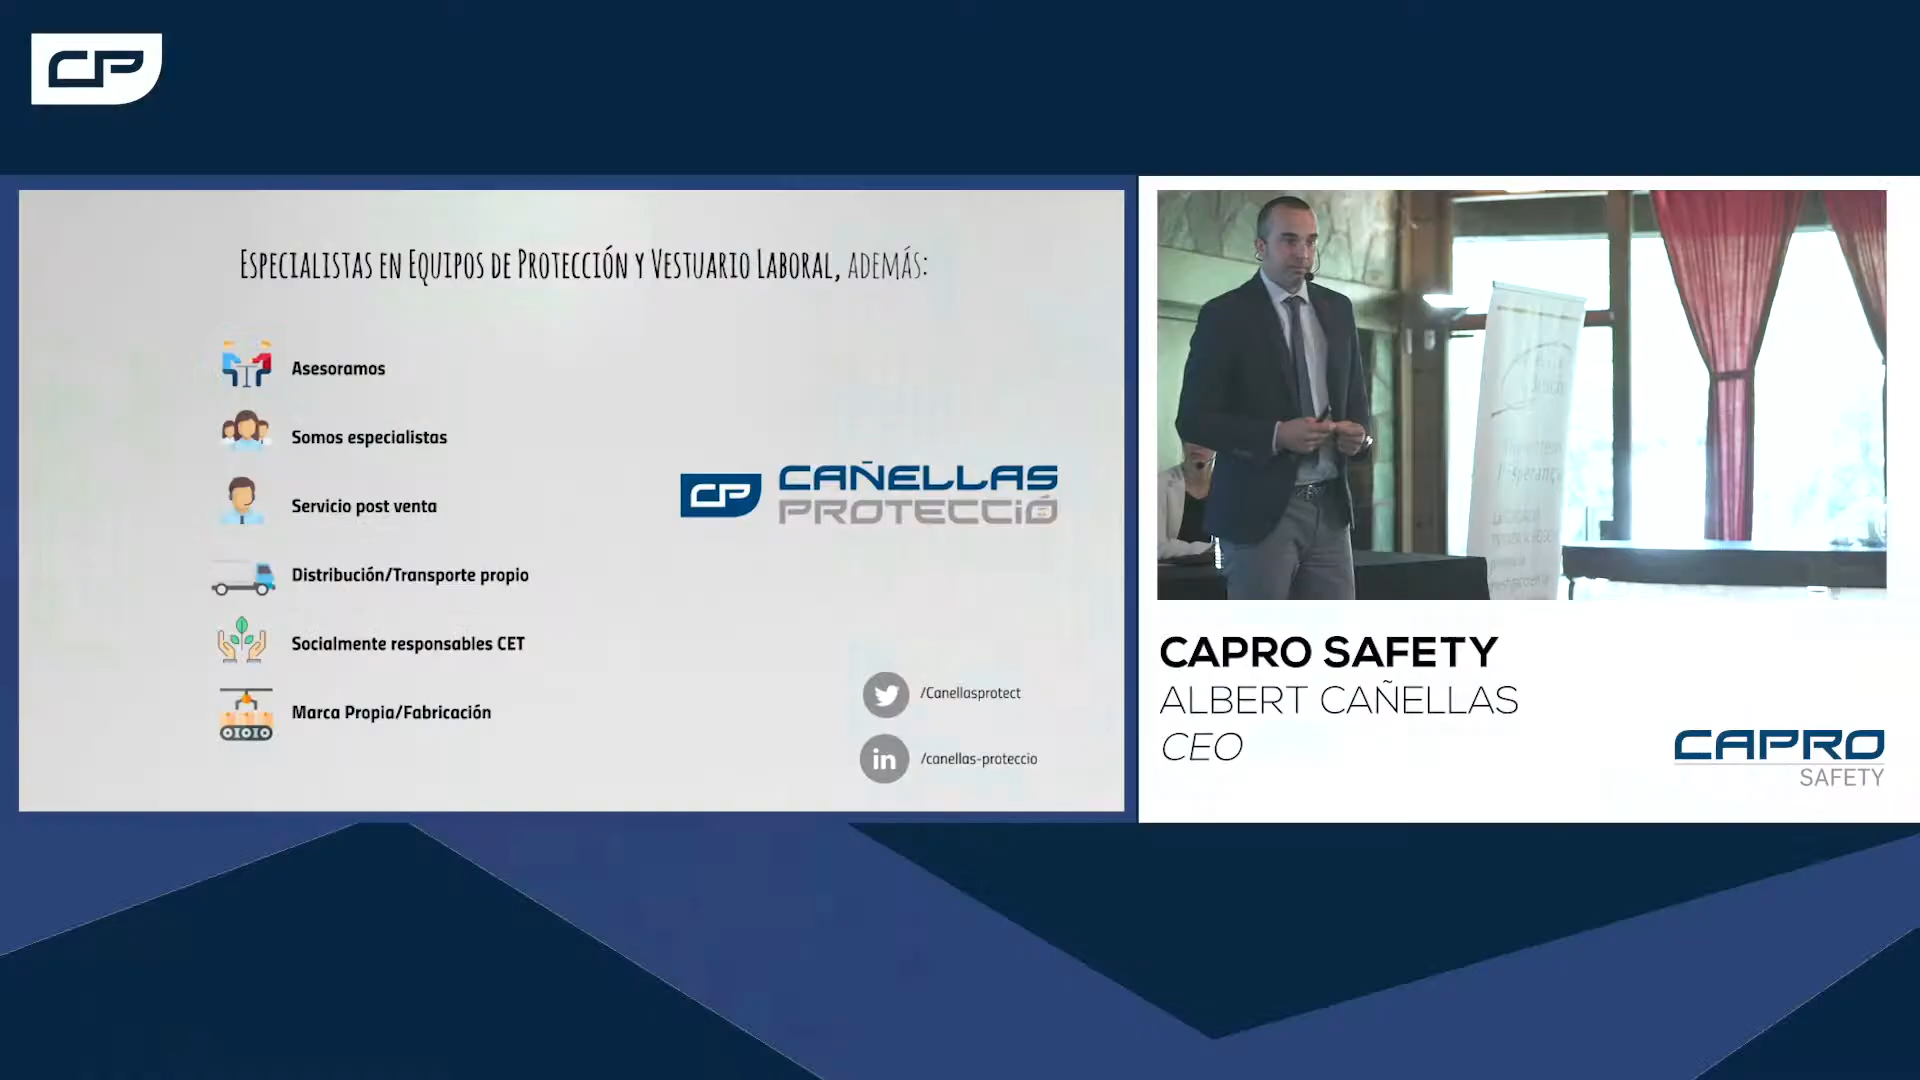 CP
ESPECIALISTAS EN EQUIPOS DE PROTECCIÓN Y VESTUARIO LABORAL, ADEMÁS:
Asesoramos
Somos especialistas
Servicio post venta
Distribución/Transporte propio
Socialmente responsables CET
Marca Propia/Fabricación
CP CAÑELLAS
PROTECCIÓ
/Canellasprotect
in /canellas-proteccio
CAPRO SAFETY
ALBERT CAÑELLAS
CEO
CAPRO
SAFETY